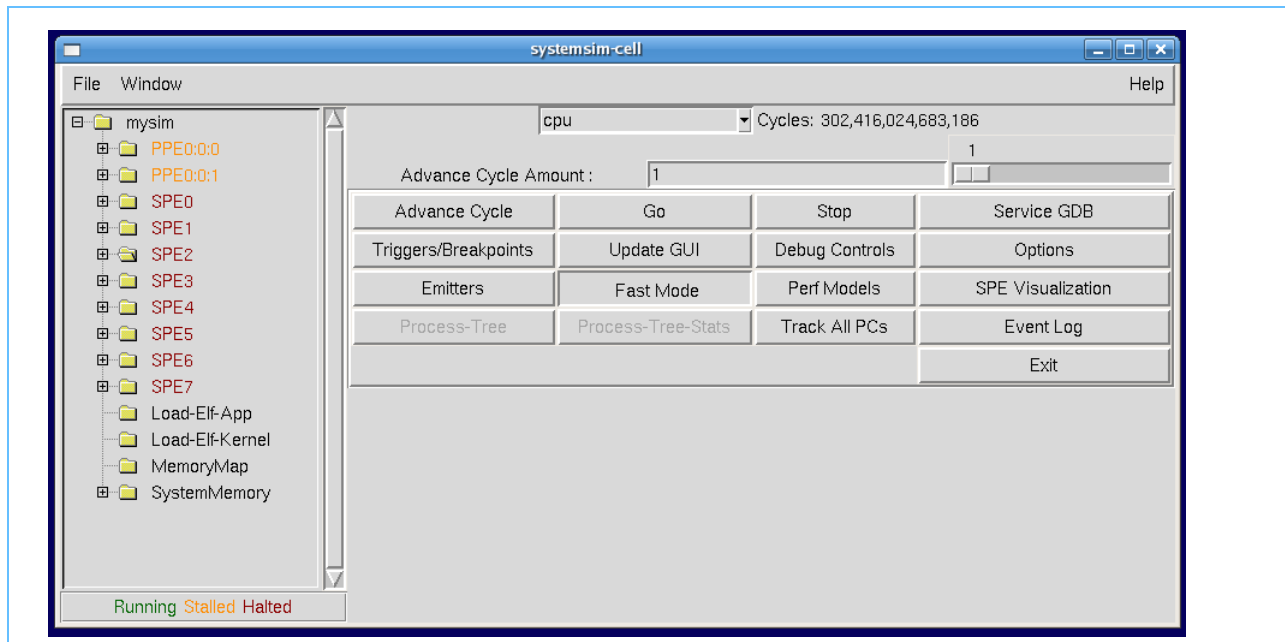 systemsim-cell
File Window Help
mysim
PPE0:0:0
PPE0:0:1
SPE0
SPE1
SPE2
SPE3
SPE4
SPE5
SPE6
SPE7
Load-Elf-App
Load-Elf-Kernel
MemoryMap
SystemMemory
Running Stalled Halted
cpu Cycles: 302,416,024,683,186
1
Advance Cycle Amount : 1
Advance Cycle Go Stop Service GDB
Triggers/Breakpoints Update GUI Debug Controls Options
Emitters Fast Mode Perf Models SPE Visualization
Process-Tree Process-Tree-Stats Track All PCs Event Log
Exit